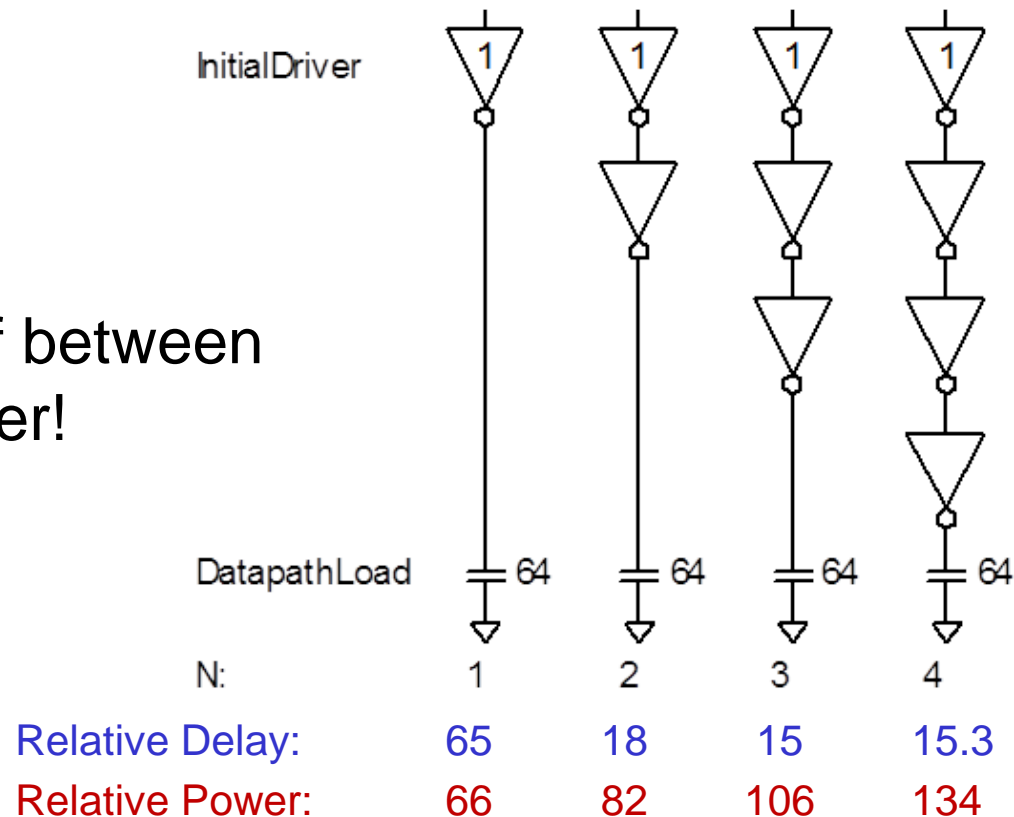 InitialDriver 1 1 1 1
between
er!
DatapathLoad 64 64 64 64
N: 1 2 3 4
Relative Delay: 65 18 15 15.3
Relative Power: 66 82 106 134